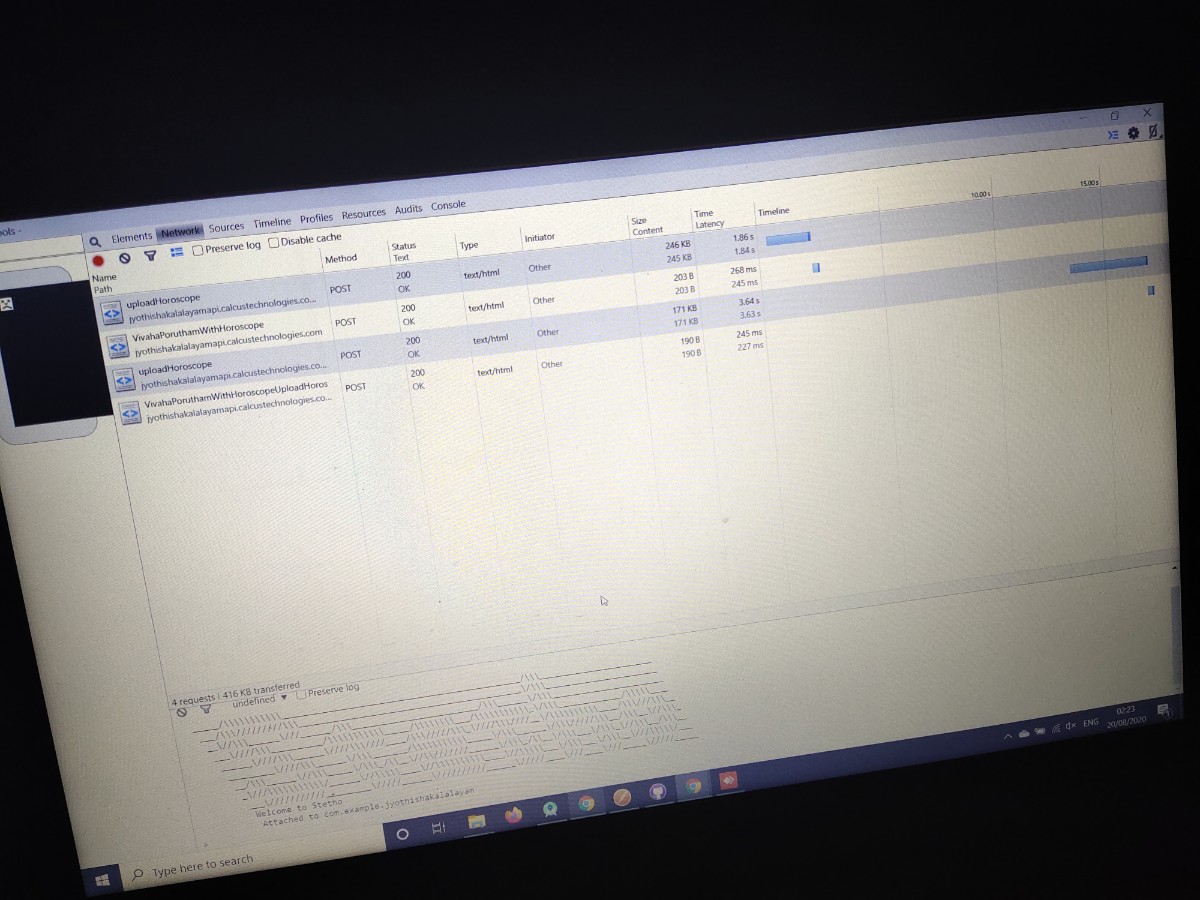 ools -
Elements Network Sources Timeline Profiles Resources Audits Console
Preserve log Disable cache
Name
Path
Method
Status
Text
Type
Initiator
Size
Content
Time
Latency
Timeline
10.00s
15.00s
uploadHoroscope
jyothishakalalayamapi.calcustechnologies.co...
POST
200
OK
text/html
Other
246 KB
245 KB
1.86 s
1.84 s
VivahaPoruthamWithHoroscope
jyothishakalalayamapi.calcustechnologies.com
POST
200
OK
text/html
Other
203 B
203 B
268 ms
245 ms
uploadHoroscope
jyothishakalalayamapi.calcustechnologies.co...
POST
200
OK
text/html
Other
171 KB
171 KB
3.64 s
3.63 s
VivahaPoruthamWithHoroscopeUploadHoros
jyothishakalalayamapi.calcustechnologies.co...
POST
200
OK
text/html
Other
190 B
190 B
245 ms
227 ms
4 requests | 416 KB transferred
undefined ▼ Preserve log
Welcome to Stetho
Attached to com.example.jyothishakalalayam
>
Type here to search
ENG
02:23
20/08/2020